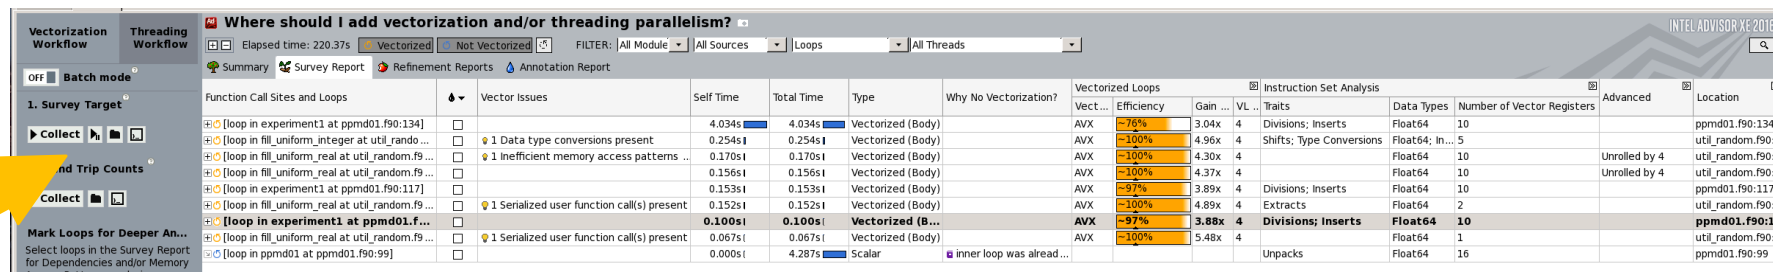 Vectorization Workflow
Threading Workflow
OFF Batch mode
1. Survey Target
Collect
nd Trip Counts
Collect
Mark Loops for Deeper An...
Select loops in the Survey Report
for Dependencies and/or Memory
Where should I add vectorization and/or threading parallelism?
INTEL ADVISOR XE 2016
Elapsed time: 220.37s Vectorized Not Vectorized FILTER: All Module All Sources Loops All Threads
Summary Survey Report Refinement Reports Annotation Report
Function Call Sites and Loops Vector Issues Self Time Total Time Type Why No Vectorization? Vectorized Loops Instruction Set Analysis Advanced Location
Vect... Efficiency Gain ... VL ... Traits Data Types Number of Vector Registers
[loop in experiment1 at ppmd01.f90:134] 4.034s 4.034s Vectorized (Body) AVX ~76% 3.04x 4 Divisions; Inserts Float64 10 ppmd01.f90:134
[loop in fill_uniform_integer at util_rando ... 1 Data type conversions present 0.254s 0.254s Vectorized (Body) AVX ~100% 4.96x 4 Shifts; Type Conversions Float64; In... 5 util_random.f90:
[loop in fill_uniform_real at util_random.f9 ... 1 Inefficient memory access patterns .. 0.170s 0.170s Vectorized (Body) AVX ~100% 4.30x 4 Float64 10 Unrolled by 4 util_random.f90:
[loop in fill_uniform_real at util_random.f9 ... 0.156s 0.156s Vectorized (Body) AVX ~100% 4.37x 4 Float64 10 Unrolled by 4 util_random.f90:
[loop in experiment1 at ppmd01.f90:117] 0.153s 0.153s Vectorized (Body) AVX ~97% 3.89x 4 Divisions; Inserts Float64 10 ppmd01.f90:117
[loop in fill_uniform_real at util_random.f9 ... 1 Serialized user function call(s) present 0.152s 0.152s Vectorized (Body) AVX ~100% 4.89x 4 Extracts Float64 2 util_random.f90:
[loop in experiment1 at ppmd01.f... 0.100s 0.100s Vectorized (B... AVX ~97% 3.88x 4 Divisions; Inserts Float64 10 ppmd01.f90:1
[loop in fill_uniform_real at util_random.f9 ... 1 Serialized user function call(s) present 0.067s 0.067s Vectorized (Body) AVX ~100% 5.48x 4 Float64 1 util_random.f90:
[loop in ppmd01 at ppmd01.f90:99] 0.000s 4.287s Scalar inner loop was alread ... Unpacks Float64 16 ppmd01.f90:99